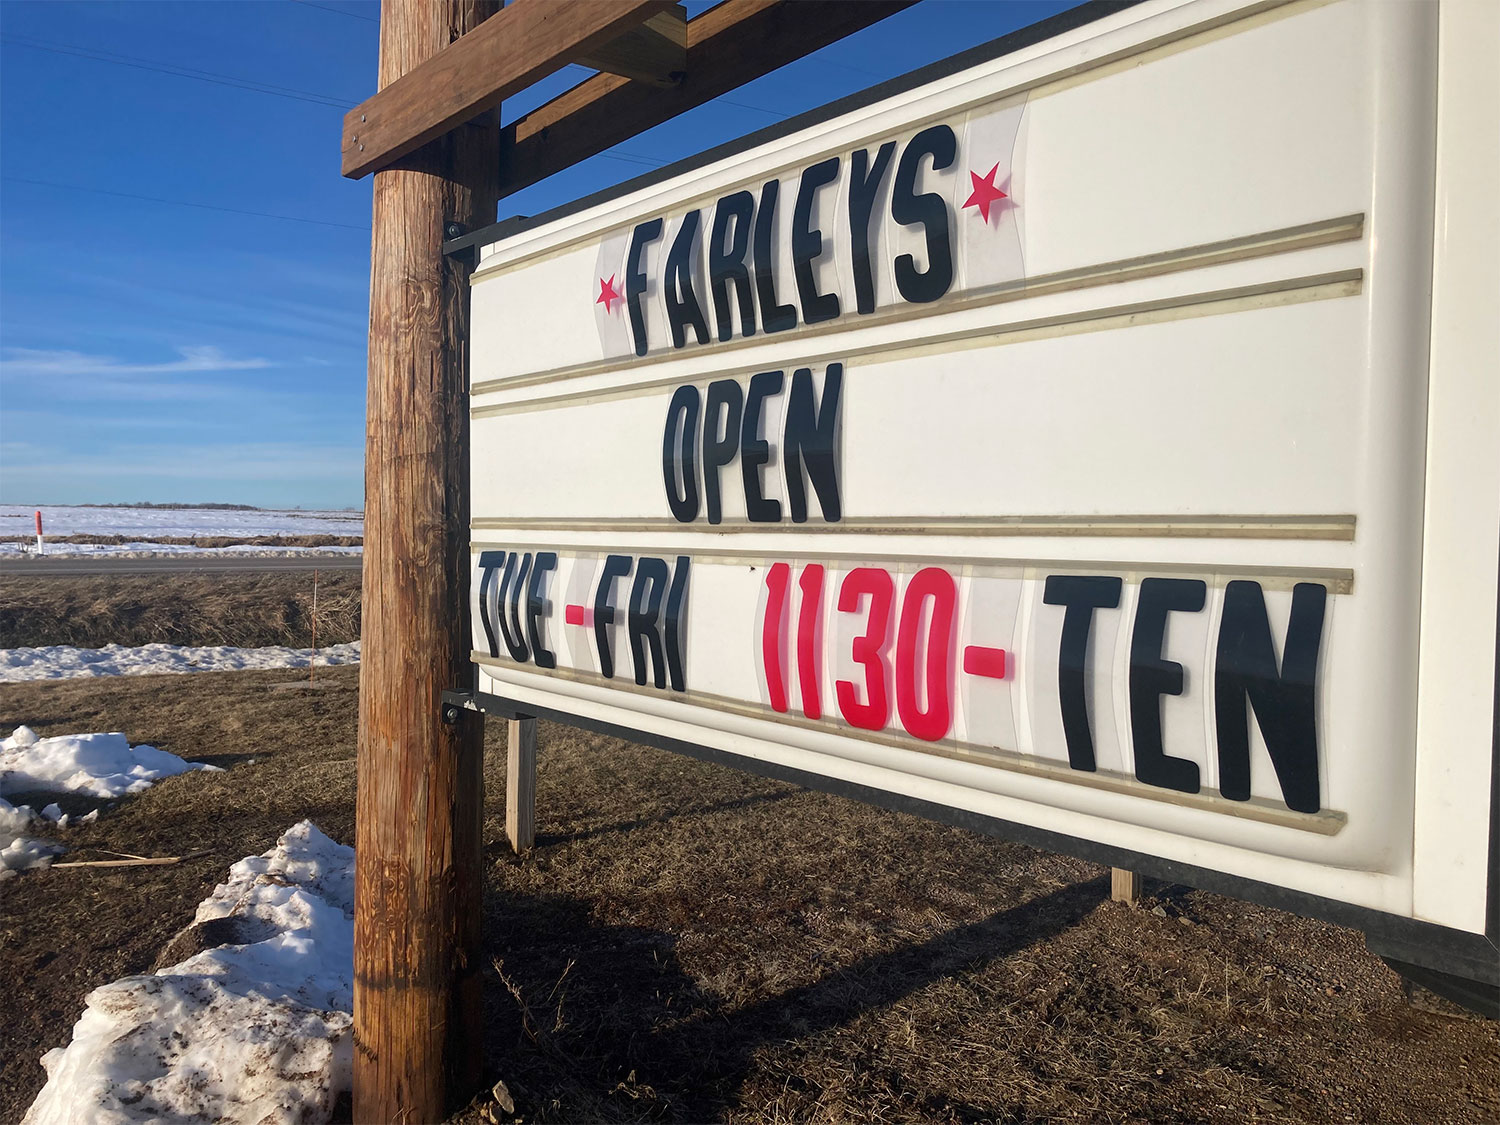 FARLEYS
OPEN
TUE-FRI 1130-TEN